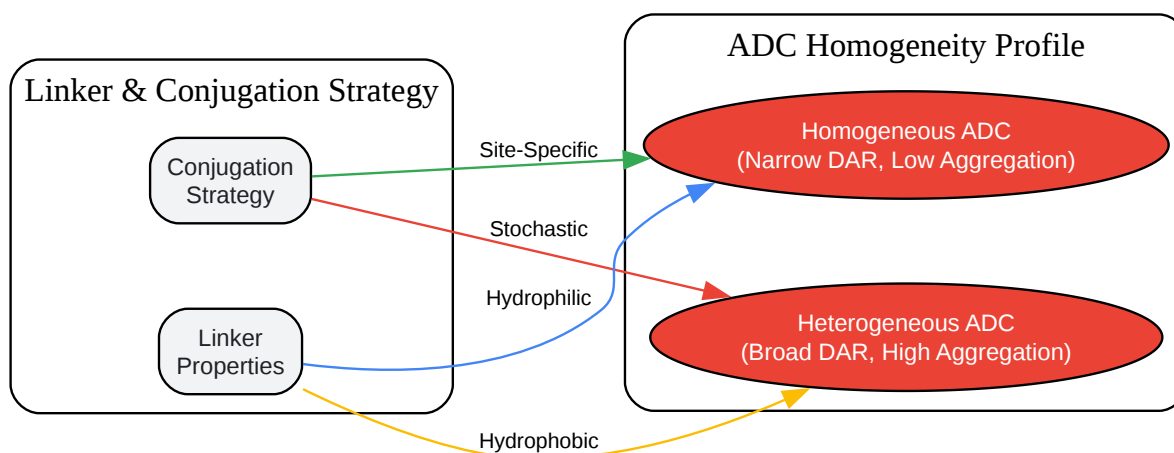 Linker & Conjugation Strategy
Conjugation
Strategy
Linker
Properties
Site-Specific
Stochastic
Hydrophilic
Hydrophobic
ADC Homogeneity Profile
Homogeneous ADC
(Narrow DAR, Low Aggregation)
Heterogeneous ADC
(Broad DAR, High Aggregation)